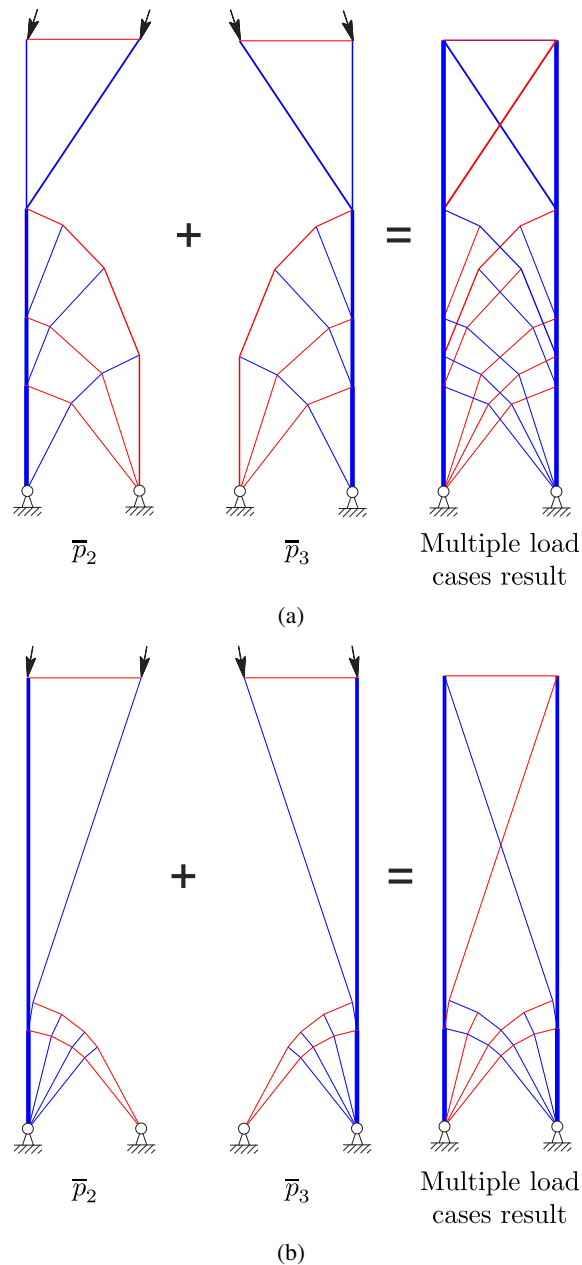 + =
p̅₂ p̅₃ Multiple load
cases result
(a)
+ =
p̅₂ p̅₃ Multiple load
cases result
(b)